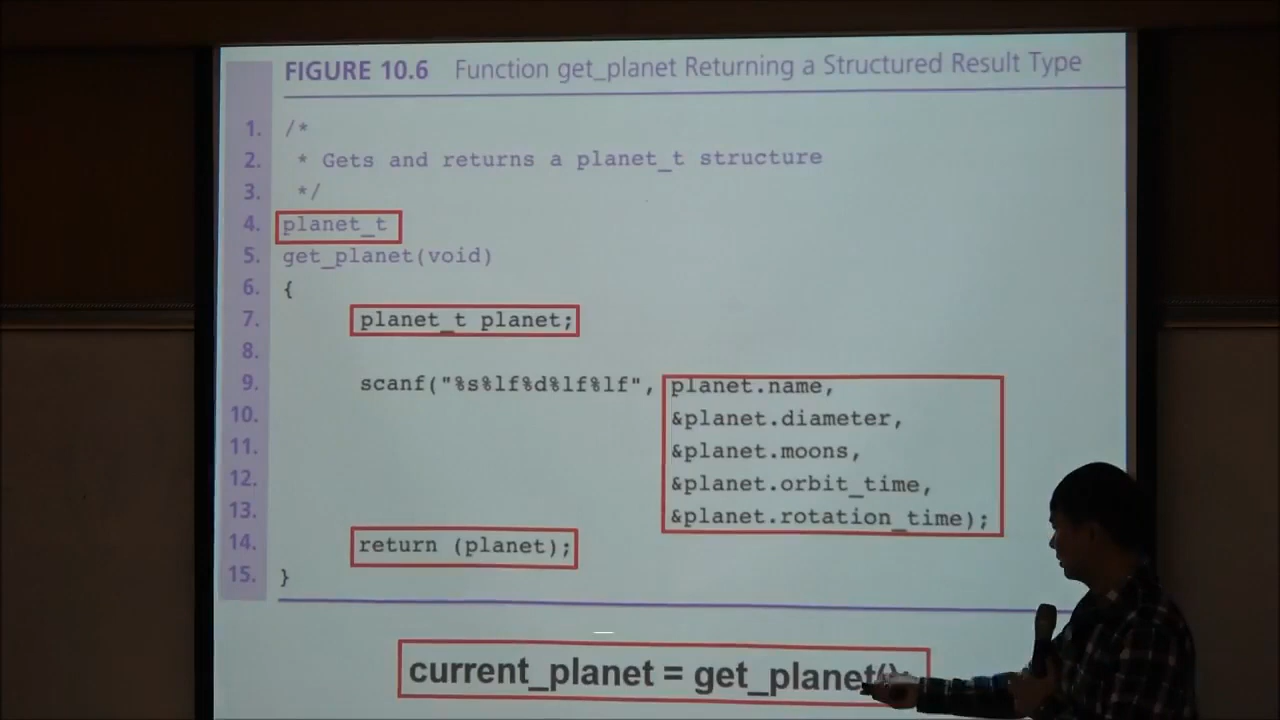 FIGURE 10.6 Function get_planet Returning a Structured Result Type
1. /*
2. * Gets and returns a planet_t structure
3. */
4. planet_t
5. get_planet(void)
6. {
7. planet_t planet;
8.
9. scanf("%s%lf%d%lf%lf", planet.name,
10. &planet.diameter,
11. &planet.moons,
12. &planet.orbit_time,
13. &planet.rotation_time);
14. return (planet);
15. }
current_planet = get_planet();